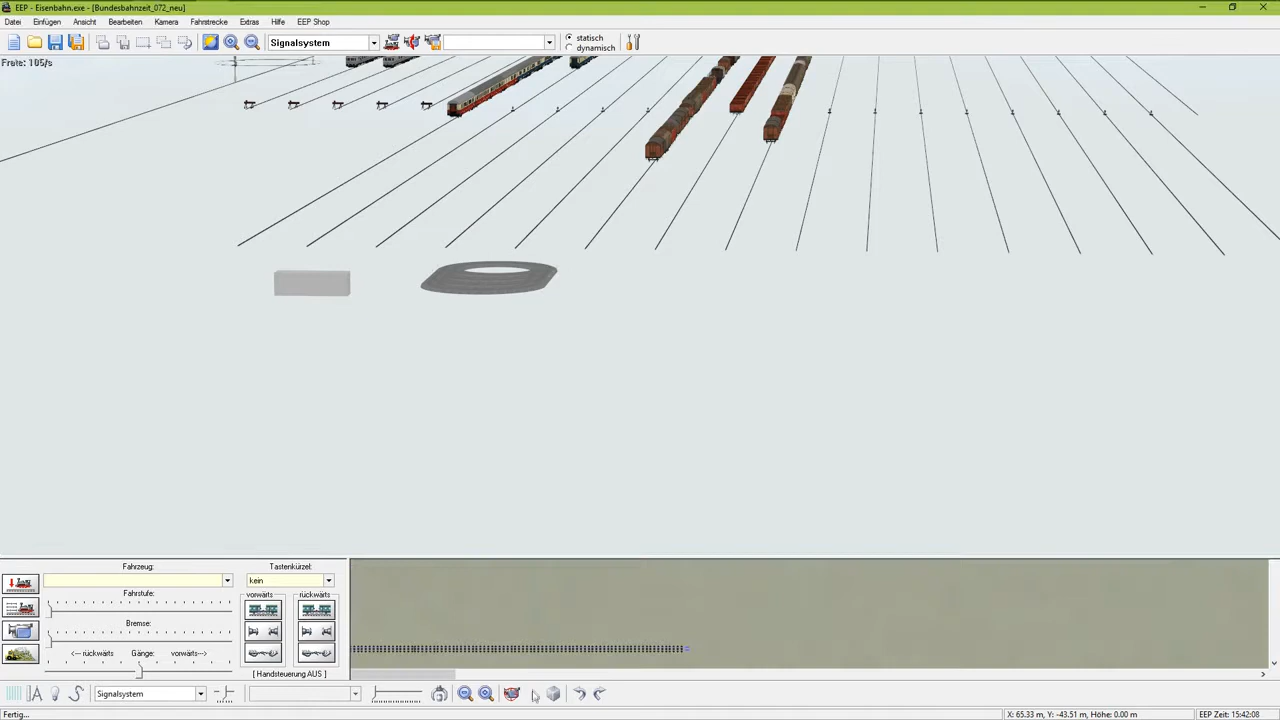 EEP - Eisenbahn.exe - [Bundesbahnzeit_072_neu]
Datei Einfügen Ansicht Bearbeiten Kamera Fahrstrecke Extras Hilfe EEP Shop
Signalsystem
statisch
dynamisch
Frate: 105/s
Fahrzeug:
Tastenkürzel:
kein
Fahrstufe:
vorwärts
rückwärts
Bremse:
<--- rückwärts Gänge: vorwärts-->
[ Handsteuerung AUS ]
Signalsystem
Fertig...
X: 65.33 m, Y: -43.51 m, Höhe: 0.00 m
EEP Zeit: 15:42:08